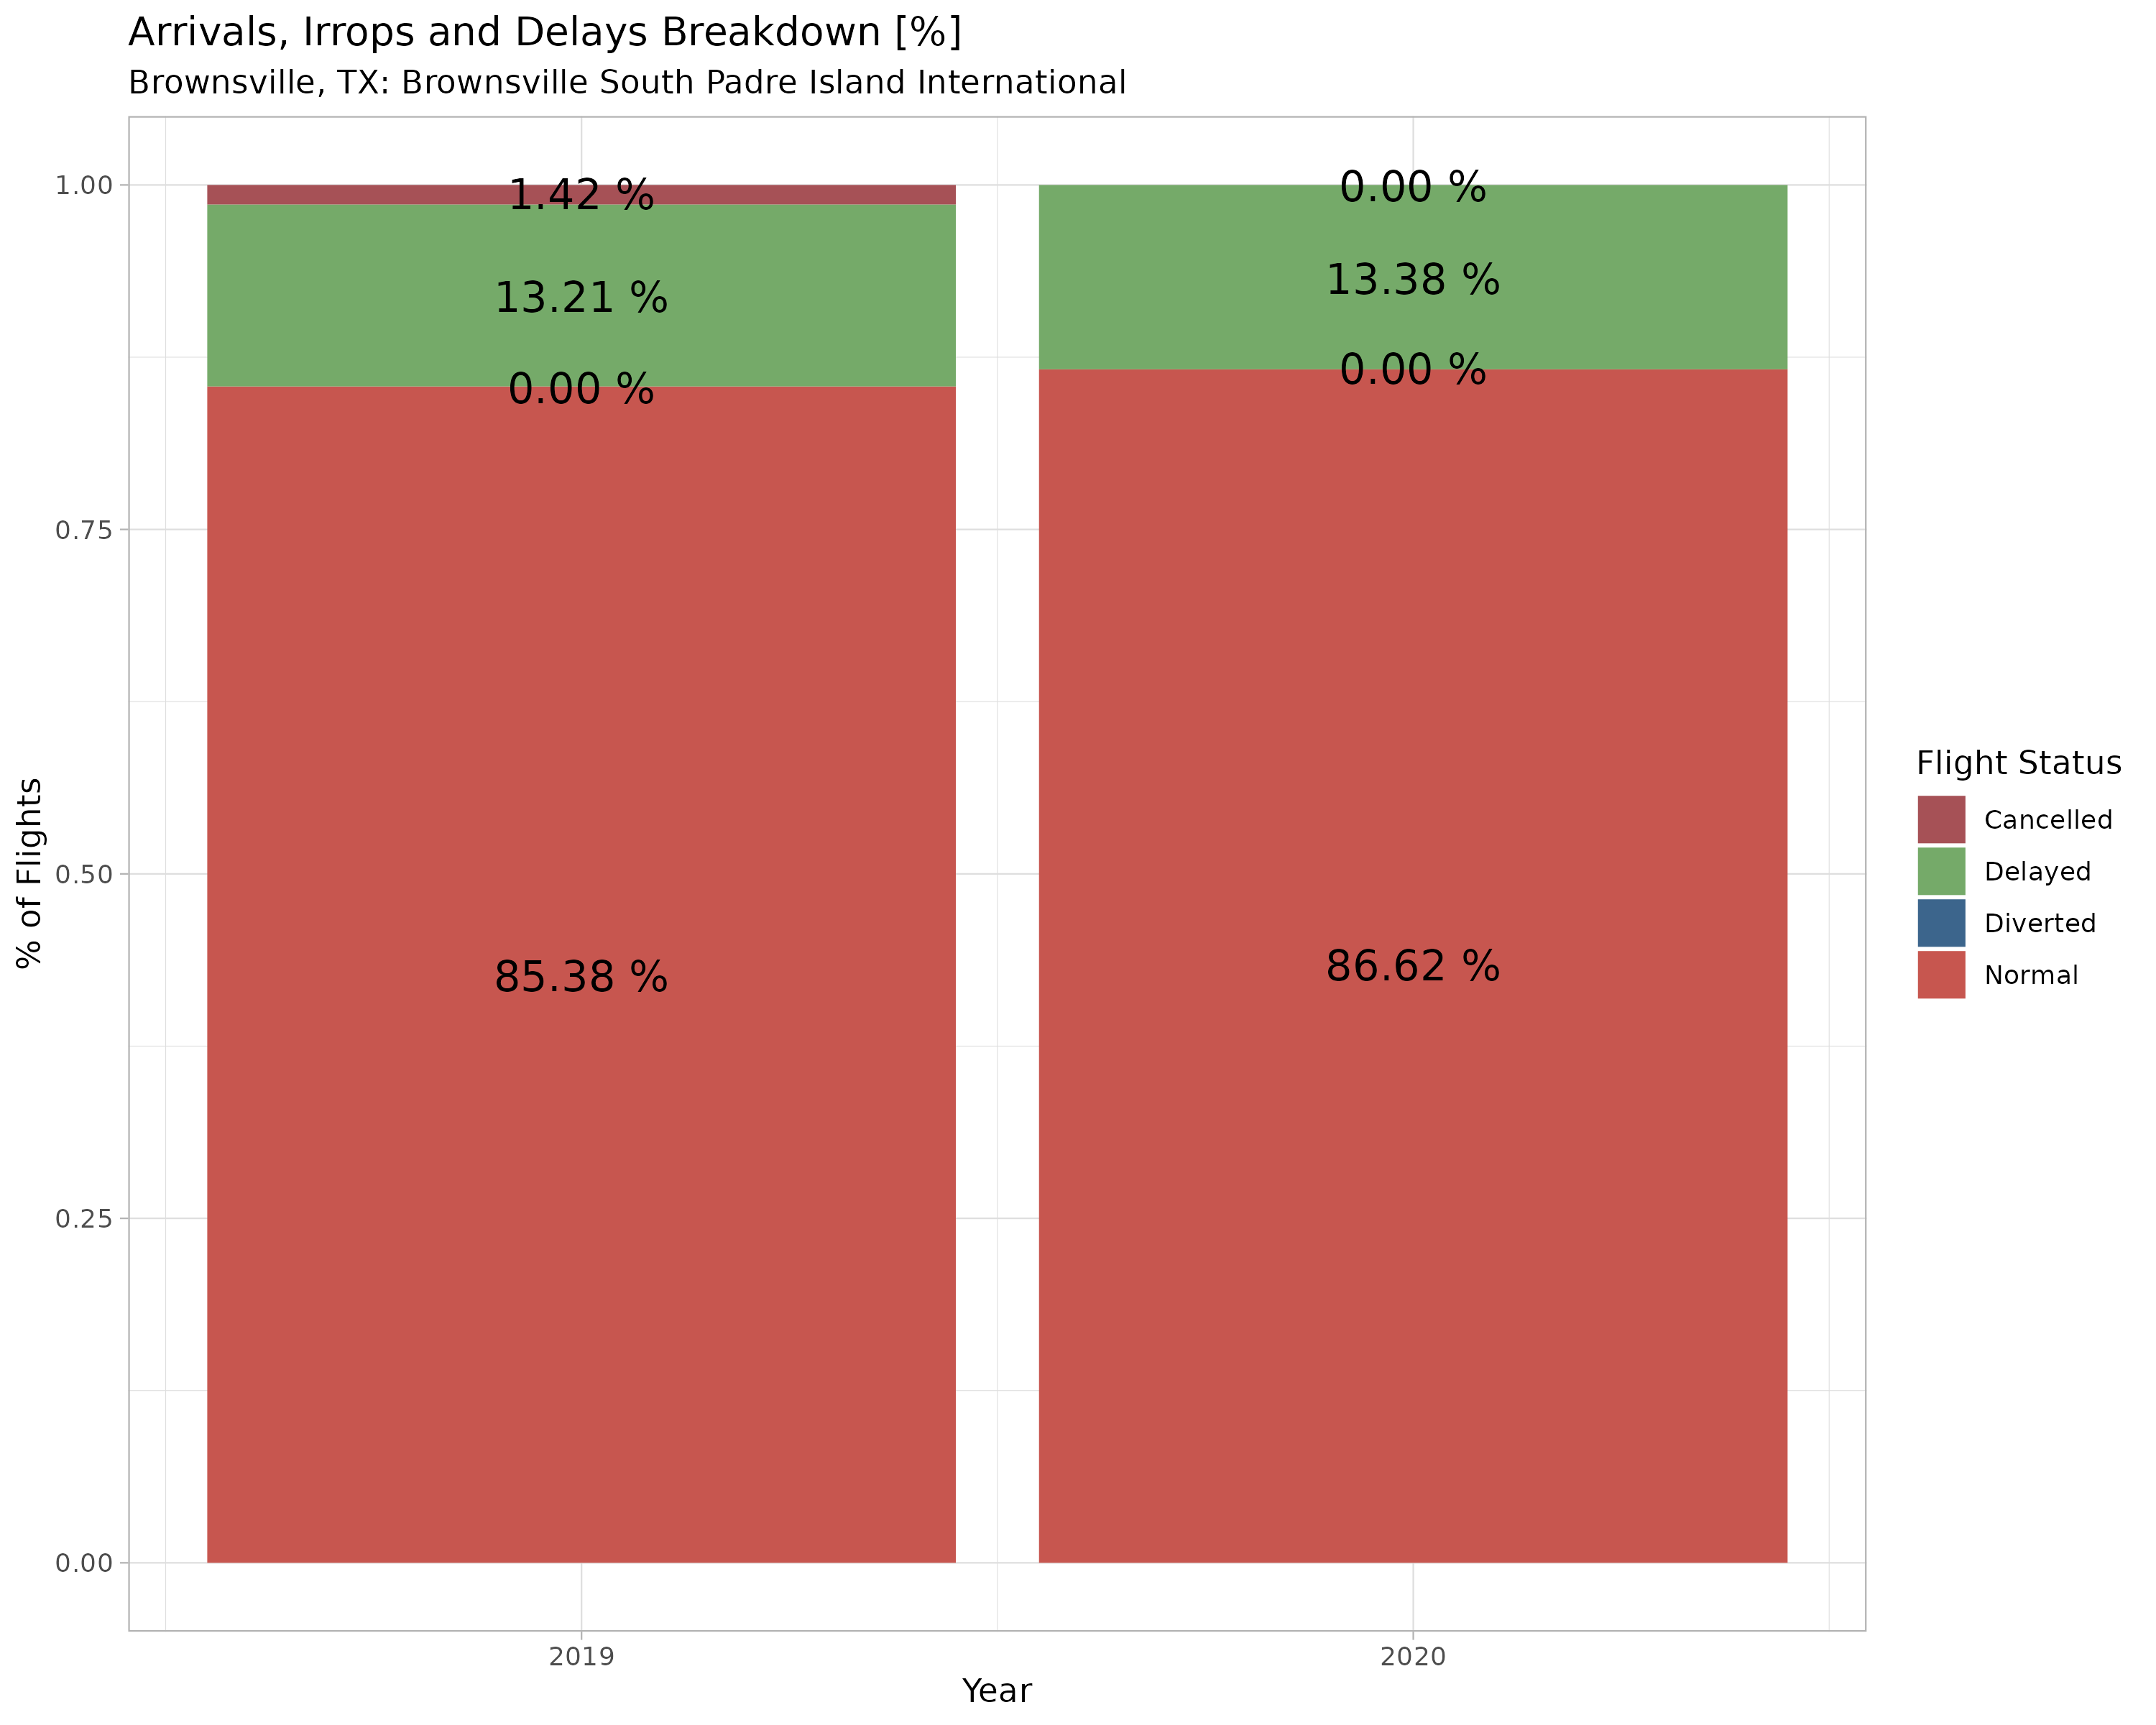 Arrivals, Irrops and Delays Breakdown [%]
Brownsville, TX: Brownsville South Padre Island International
% of Flights
1.00
0.75
0.50
0.25
0.00
1.42 %
13.21 %
0.00 %
85.38 %
0.00 %
13.38 %
0.00 %
86.62 %
2019
2020
Year
Flight Status
Cancelled
Delayed
Diverted
Normal